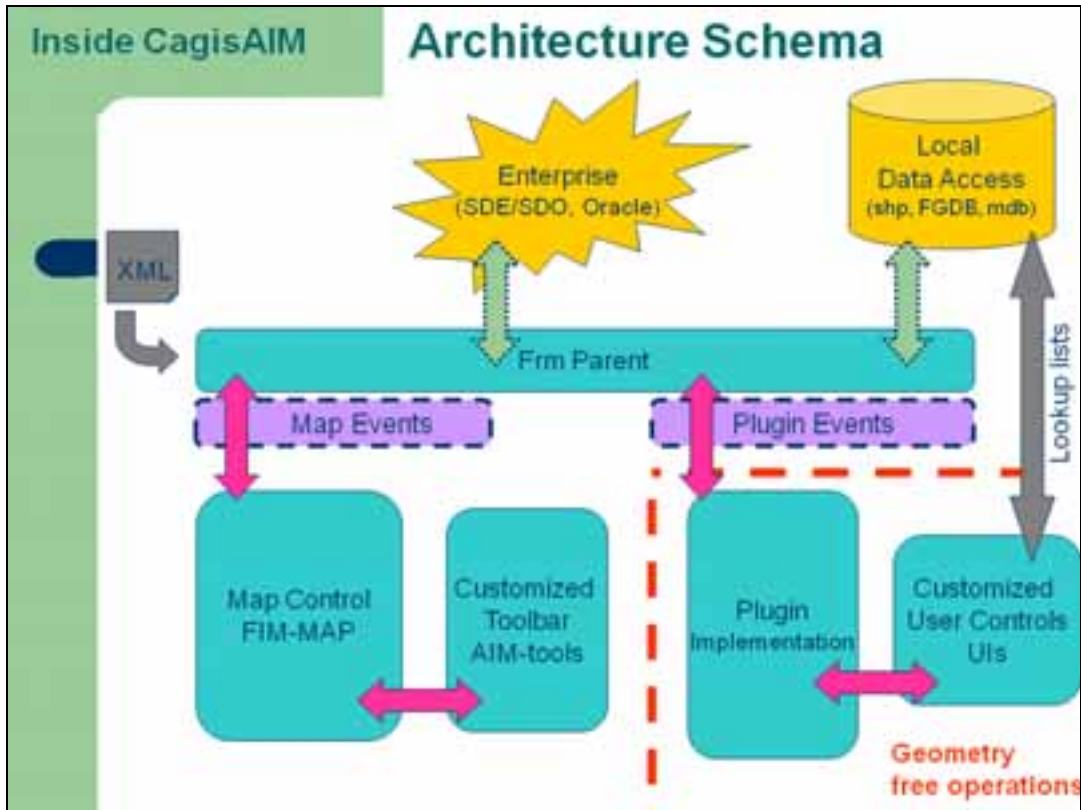 Inside CagisAIM
Architecture Schema
Enterprise
(SDE/SDO, Oracle)
Local
Data Access
(shp, FGDB, mdb)
XML
Frm Parent
Map Events
Plugin Events
Lookup lists
Map Control
FIM-MAP
Customized
Toolbar
AIM-tools
Plugin
Implementation
Customized
User Controls
UIs
Geometry
free operations